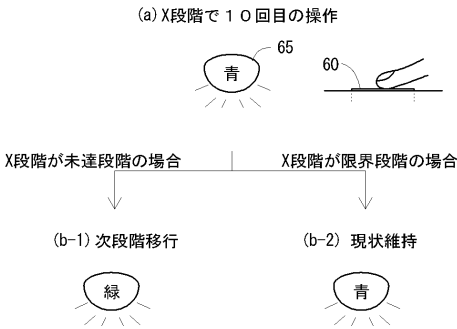 (a) X段階で10回目の操作
65
青
60
X段階が未達段階の場合
X段階が限界段階の場合
(b-1) 次段階移行
(b-2) 現状維持
緑
青